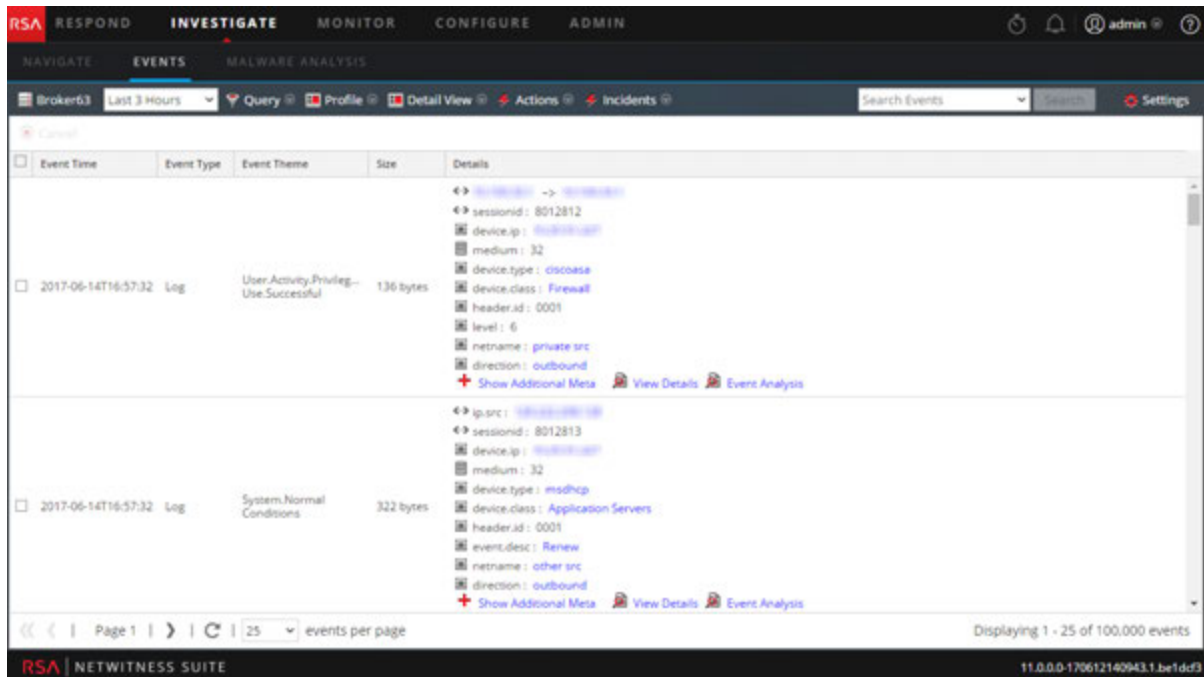 RSA RESPOND INVESTIGATE MONITOR CONFIGURE ADMIN admin
NAVIGATE EVENTS MALWARE ANALYSIS
Broker63 Last 3 Hours Query Profile Detail View Actions Incidents Search Events Search Settings
Cancel
Event Time Event Type Event Theme Size Details
->
sessionid : 8012812
device.ip :
medium : 32
device.type : ciscoasa
2017-06-14T16:57:32 Log User.Activity.Privileg... Use.Successful 136 bytes device.class : Firewall
header.id : 0001
level : 6
netname : private src
direction : outbound
Show Additional Meta View Details Event Analysis
ip.src :
sessionid : 8012813
device.ip :
medium : 32
device.type : msdhcp
2017-06-14T16:57:32 Log System.Normal Conditions 322 bytes device.class : Application Servers
header.id : 0001
event.desc : Renew
netname : other src
direction : outbound
Show Additional Meta View Details Event Analysis
Page 1 25 events per page Displaying 1 - 25 of 100,000 events
RSA NETWITNESS SUITE 11.0.0.0-170612140943.1.be1dcf3